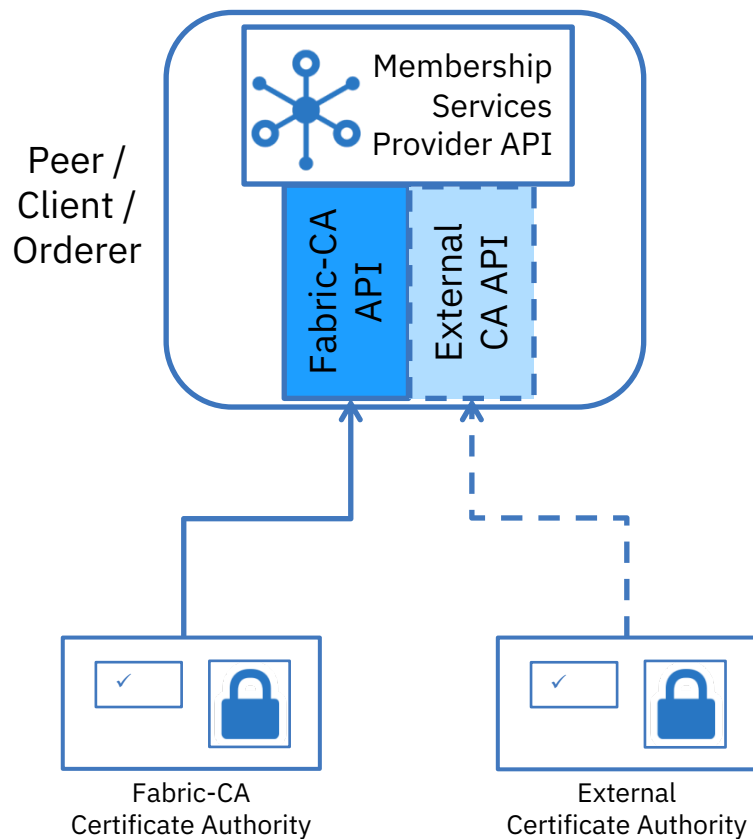 Membership
Services
Provider API
Peer /
Client /
Orderer
Fabric-CA
API
External
CA API
✓
✓
Fabric-CA
Certificate Authority
External
Certificate Authority